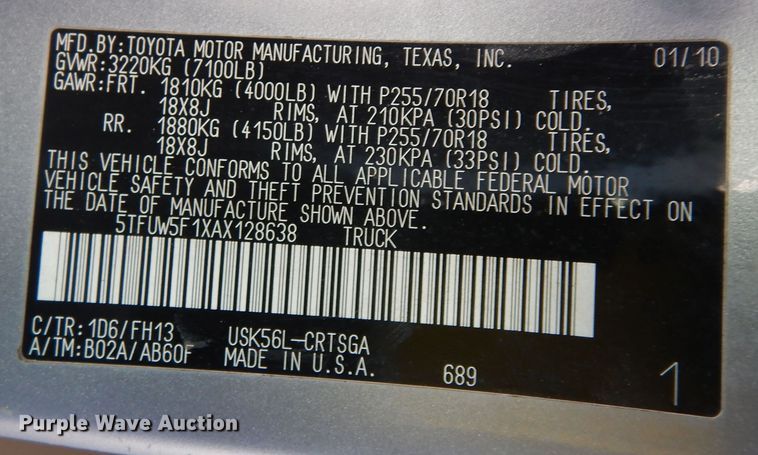 MFD.BY:TOYOTA MOTOR MANUFACTURING, TEXAS, INC. 01/10
GVWR:3220KG (7100LB)
GAWR:FRT. 1810KG (4000LB) WITH P255/70R18 TIRES,
18X8J RIMS, AT 210KPA (30PSI) COLD.
RR. 1880KG (4150LB) WITH P255/70R18 TIRES,
18X8J RIMS, AT 230KPA (33PSI) COLD.
THIS VEHICLE CONFORMS TO ALL APPLICABLE FEDERAL MOTOR
VEHICLE SAFETY AND THEFT PREVENTION STANDARDS IN EFFECT ON
THE DATE OF MANUFACTURE SHOWN ABOVE.
5TFUW5F1XAX128638 TRUCK
C/TR:1D6/FH13 USK56L-CRTSGA
A/TM:B02A/AB60F MADE IN U.S.A. 689 1
Purple Wave Auction